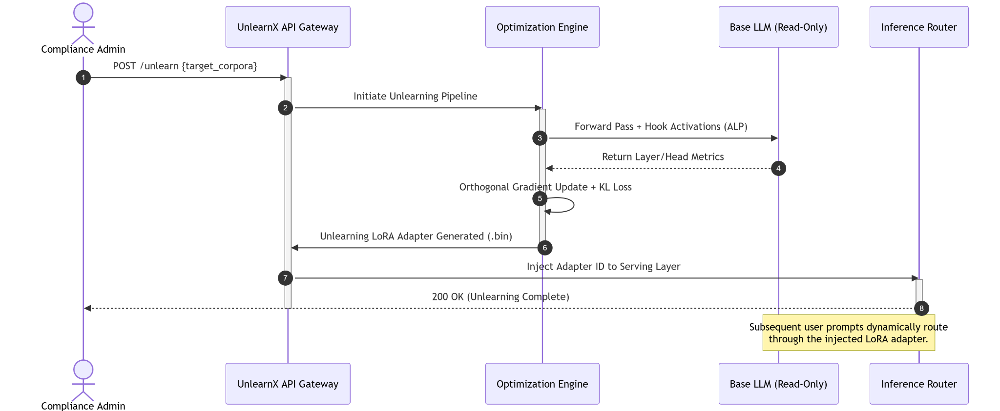 UnlearnX API Gateway
Optimization Engine
Base LLM (Read-Only)
Inference Router
Compliance Admin
POST /unlearn {target_corpora}
1
Initiate Unlearning Pipeline
2
Forward Pass + Hook Activations (ALP)
3
Return Layer/Head Metrics
4
Orthogonal Gradient Update + KL Loss
5
Unlearning LoRA Adapter Generated (.bin)
6
Inject Adapter ID to Serving Layer
7
200 OK (Unlearning Complete)
8
Subsequent user prompts dynamically route
through the injected LoRA adapter.
UnlearnX API Gateway
Optimization Engine
Base LLM (Read-Only)
Inference Router
Compliance Admin